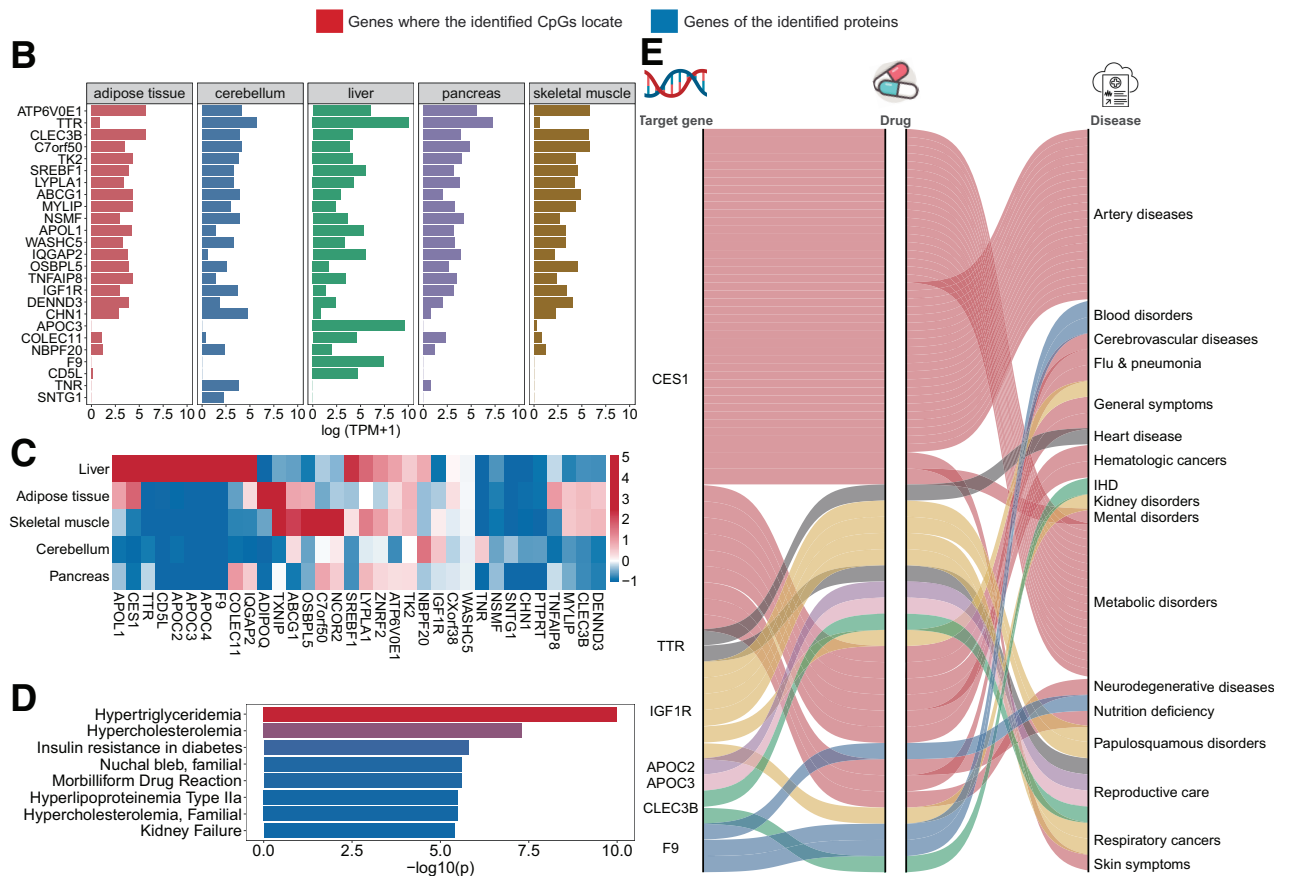 Genes where the identified CpGs locate
Genes of the identified proteins
B
adipose tissue
cerebellum
liver
pancreas
skeletal muscle
ATP6V0E1
TTR
CLEC3B
C7orf50
TK2
SREBF1
LYPLA1
ABCG1
MYLIP
NSMF
APOL1
WASHC5
IQGAP2
OSBPL5
TNFAIP8
IGF1R
DENND3
CHN1
APOC3
COLEC11
NBPF20
F9
CD5L
TNR
SNTG1
0 2.5 5 7.5 10 0 2.5 5 7.5 10 0 2.5 5 7.5 10 0 2.5 5 7.5 10 0 2.5 5 7.5 10
log (TPM+1)
C
Liver
Adipose tissue
Skeletal muscle
Cerebellum
Pancreas
5
4
3
2
1
0
−1
APOL1
CES1
TTR
CD5L
APOC2
APOC3
APOC4
F9
COLEC11
IQGAP2
ADIPOQ
TXNIP
ABCG1
OSBPL5
C7orf50
NCOR2
SREBF1
LYPLA1
ZNRF2
ATP6V0E1
TK2
NBPF20
IGF1R
CXorf38
WASHC5
TNR
NSMF
SNTG1
CHN1
PTPRT
TNFAIP8
MYLIP
CLEC3B
DENND3
D
Hypertriglyceridemia
Hypercholesterolemia
Insulin resistance in diabetes
Nuchal bleb, familial
Morbilliform Drug Reaction
Hyperlipoproteinemia Type IIa
Hypercholesterolemia, Familial
Kidney Failure
0.0 2.5 5.0 7.5 10.0
−log10(p)
E
Target gene
Drug
Disease
CES1
TTR
IGF1R
APOC2
APOC3
CLEC3B
F9
Artery diseases
Blood disorders
Cerebrovascular diseases
Flu & pneumonia
General symptoms
Heart disease
Hematologic cancers
IHD
Kidney disorders
Mental disorders
Metabolic disorders
Neurodegenerative diseases
Nutrition deficiency
Papulosquamous disorders
Reproductive care
Respiratory cancers
Skin symptoms